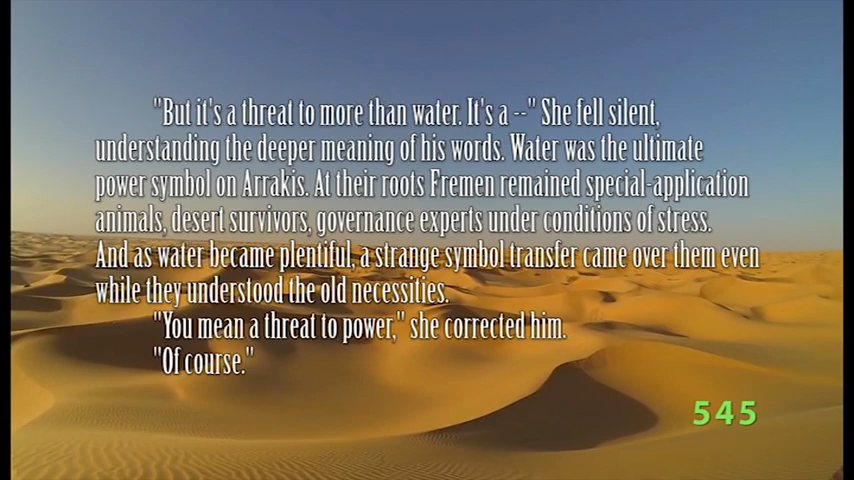 "But it's a threat to more than water. It's a --" She fell silent,
understanding the deeper meaning of his words. Water was the ultimate
power symbol on Arrakis. At their roots Fremen remained special-application
animals, desert survivors, governance experts under conditions of stress.
And as water became plentiful, a strange symbol transfer came over them even
while they understood the old necessities.
"You mean a threat to power," she corrected him.
"Of course."
545